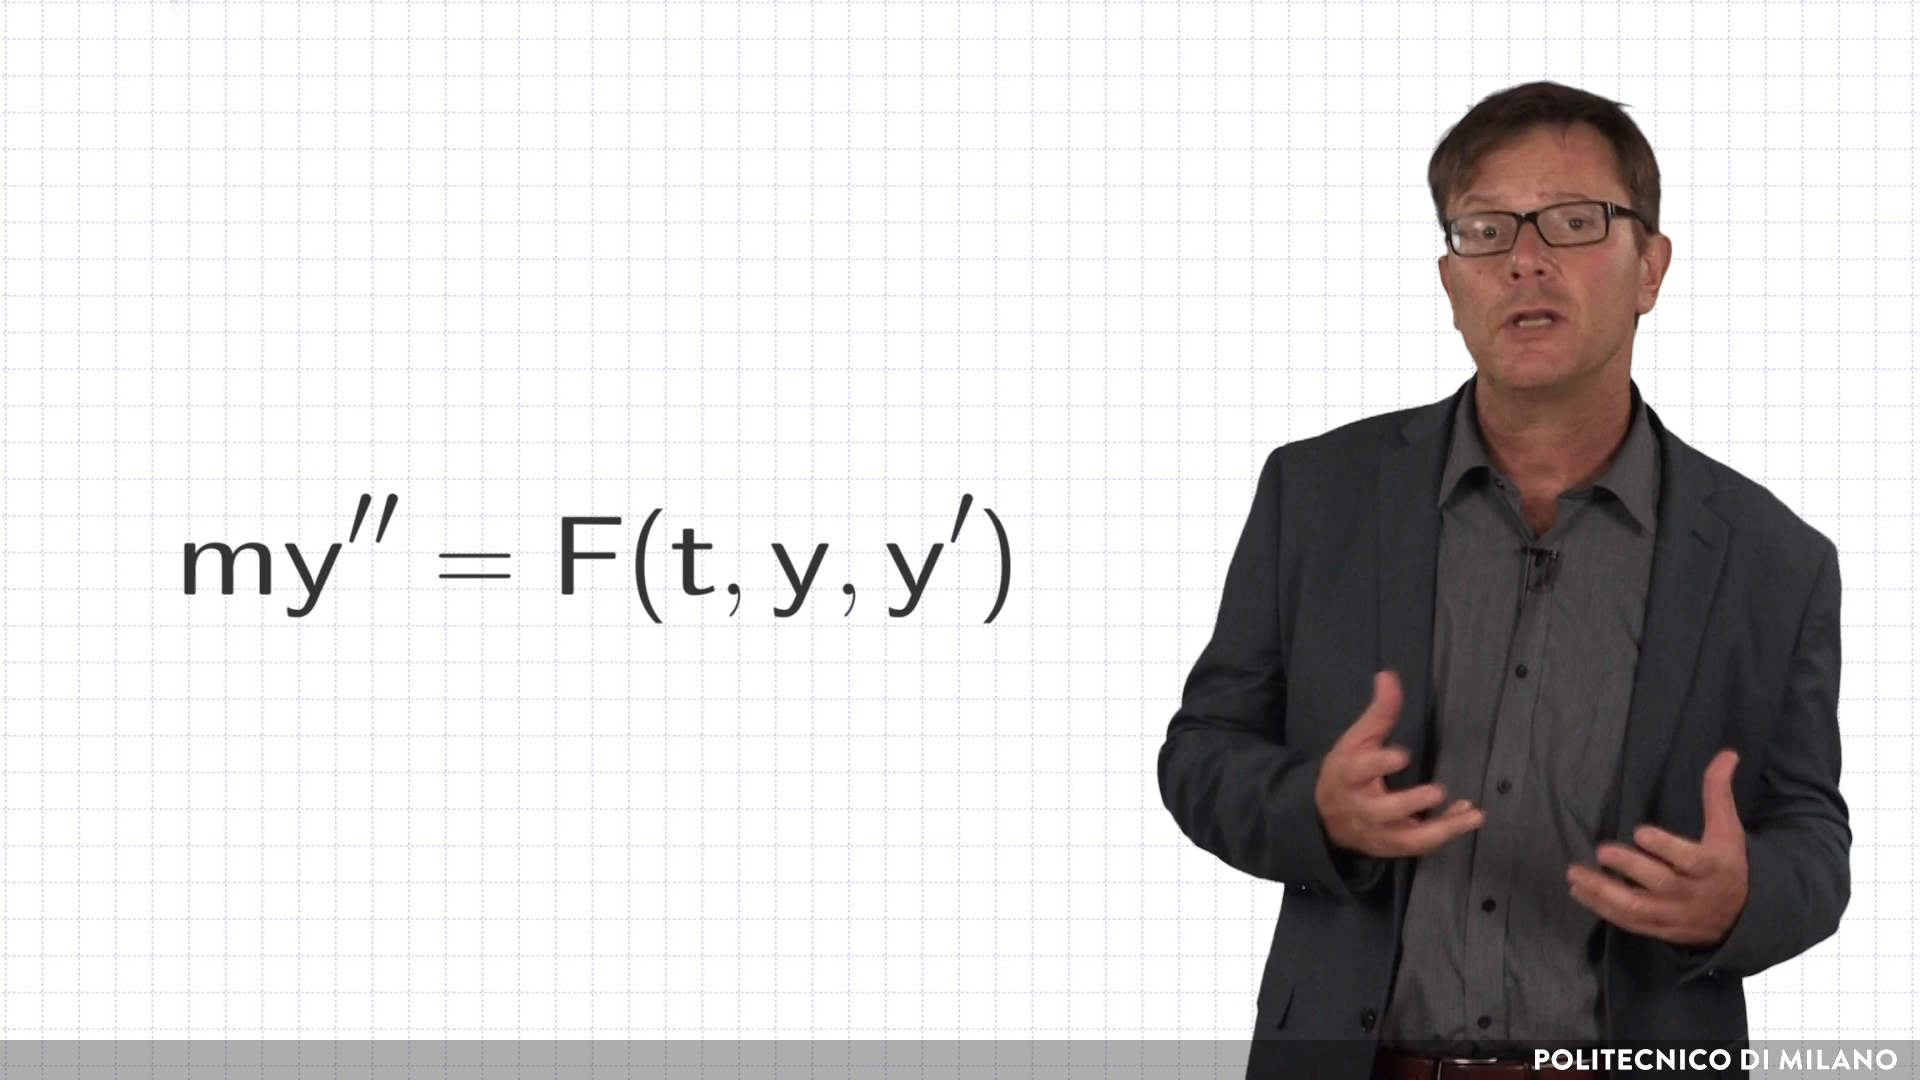 my′′ = F(t, y, y′)
POLITECNICO DI MILANO